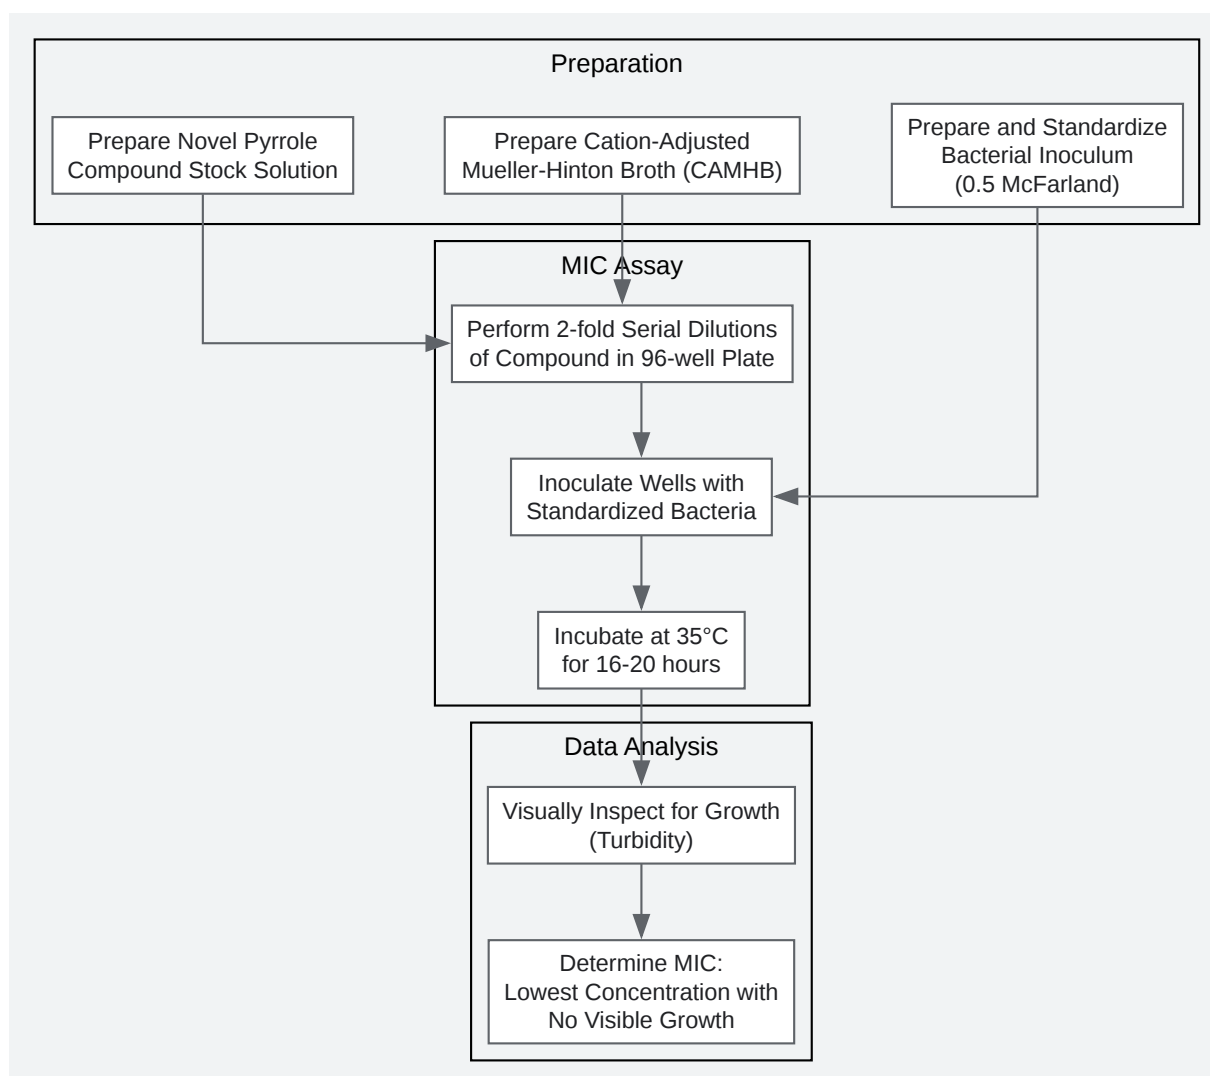 Preparation
Prepare Novel Pyrrole
Compound Stock Solution
Prepare Cation-Adjusted
Mueller-Hinton Broth (CAMHB)
Prepare and Standardize
Bacterial Inoculum
(0.5 McFarland)
MIC Assay
Perform 2-fold Serial Dilutions
of Compound in 96-well Plate
Inoculate Wells with
Standardized Bacteria
Incubate at 35°C
for 16-20 hours
Data Analysis
Visually Inspect for Growth
(Turbidity)
Determine MIC:
Lowest Concentration with
No Visible Growth